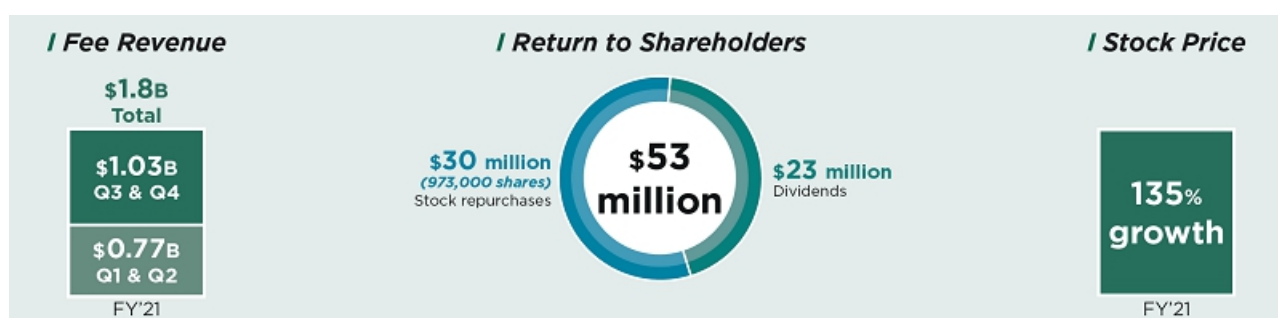 / Fee Revenue
$1.8B
Total
$1.03B
Q3 & Q4
$0.77B
Q1 & Q2
FY'21
/ Return to Shareholders
$30 million
(973,000 shares)
Stock repurchases
$53
million
$23 million
Dividends
/ Stock Price
135%
growth
FY'21